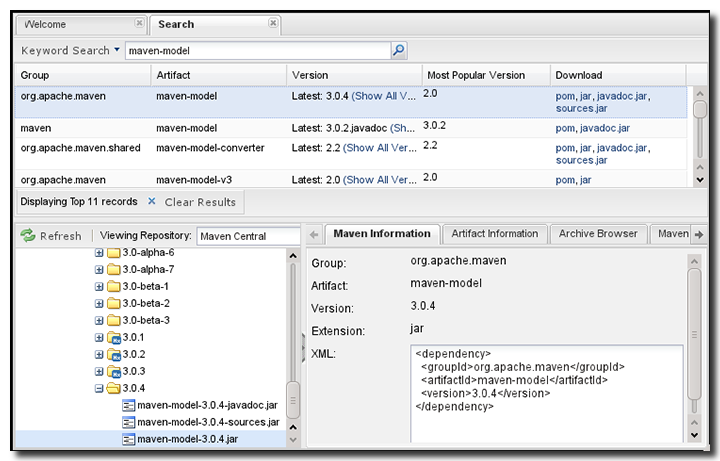 Welcome
Search
Keyword Search maven-model
Group Artifact Version Most Popular Version Download
org.apache.maven maven-model Latest: 3.0.4 (Show All V... 2.0 pom, jar, javadoc.jar,
sources.jar
maven maven-model Latest: 3.0.2.javadoc (Sh... 3.0.2 pom, javadoc.jar
org.apache.maven.shared maven-model-converter Latest: 2.2 (Show All Ver... 2.2 pom, jar, javadoc.jar,
sources.jar
org.apache.maven maven-model-v3 Latest: 2.0 (Show All Ver... 2.0 pom, jar
Displaying Top 11 records Clear Results
Refresh Viewing Repository: Maven Central
3.0-alpha-6
3.0-alpha-7
3.0-beta-1
3.0-beta-2
3.0-beta-3
3.0.1
3.0.2
3.0.3
3.0.4
maven-model-3.0.4-javadoc.jar
maven-model-3.0.4-sources.jar
maven-model-3.0.4.jar
Maven Information Artifact Information Archive Browser Maven
Group: org.apache.maven
Artifact: maven-model
Version: 3.0.4
Extension: jar
XML: <dependency>
<groupId>org.apache.maven</groupId>
<artifactId>maven-model</artifactId>
<version>3.0.4</version>
</dependency>